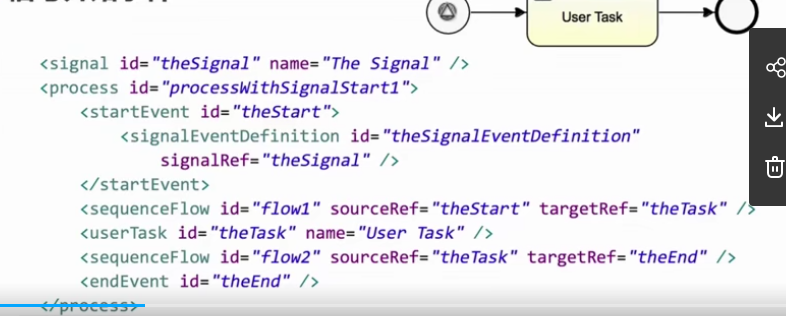 User Task
<signal id="theSignal" name="The Signal" />
<process id="processWithSignalStart1">
<startEvent id="theStart">
<signalEventDefinition id="theSignalEventDefinition"
signalRef="theSignal" />
</startEvent>
<sequenceFlow id="flow1" sourceRef="theStart" targetRef="theTask" />
<userTask id="theTask" name="User Task" />
<sequenceFlow id="flow2" sourceRef="theTask" targetRef="theEnd" />
<endEvent id="theEnd" />
</process>